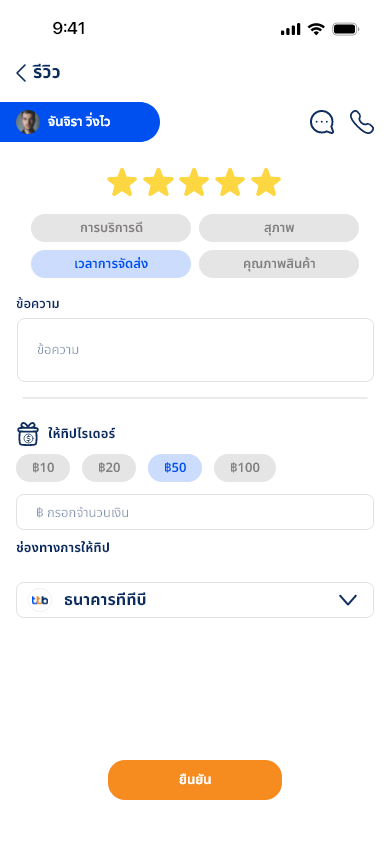 9:41
รีวิว
จันจิรา วิ่งไว
การบริการดี
สุภาพ
เวลาการจัดส่ง
คุณภาพสินค้า
ข้อความ
ข้อความ
ให้ทิปไรเดอร์
฿10
฿20
฿50
฿100
฿ กรอกจำนวนเงิน
ช่องทางการให้ทิป
ttb ธนาคารทีทีบี
ยืนยัน